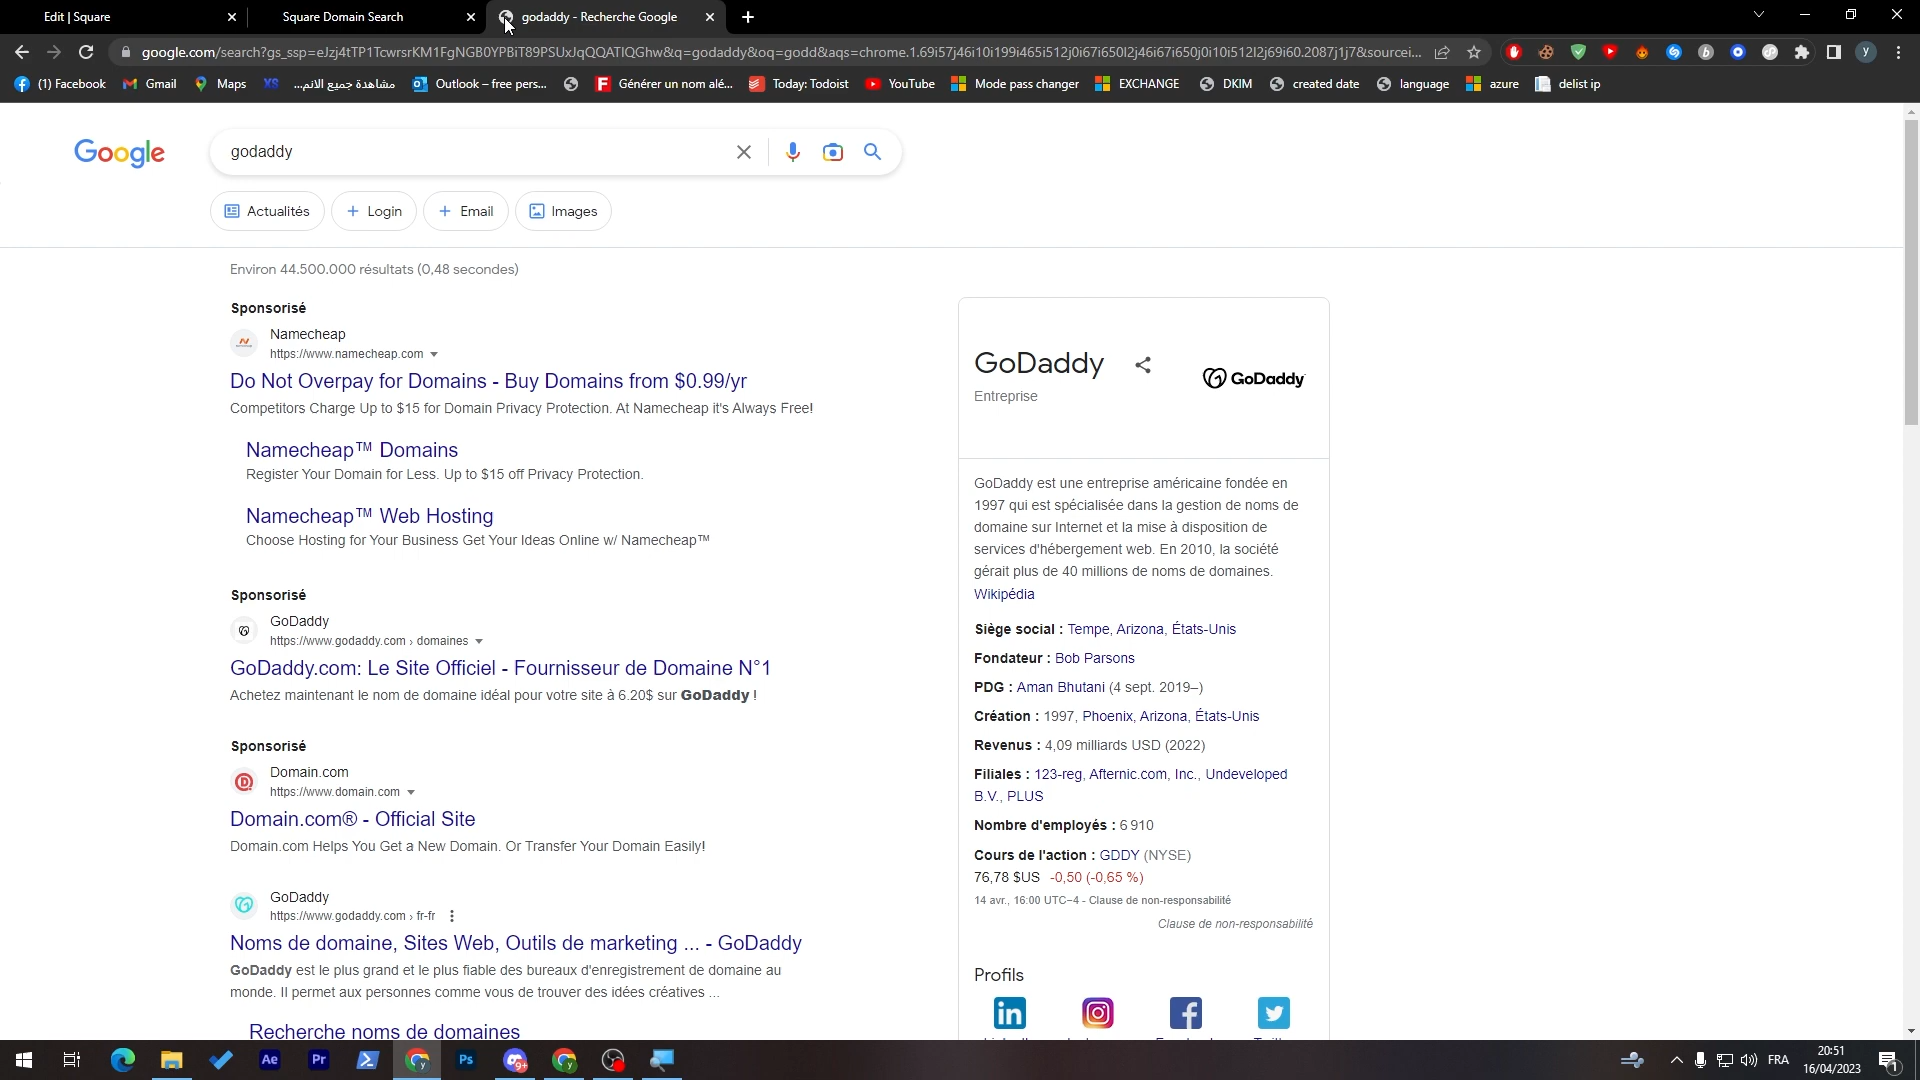 Edit | Square
Square Domain Search
godaddy - Recherche Google
google.com/search?gs_ssp=eJzj4tTP1TcwrsrKM1FgNGB0YPBiT89PSUxJqQQATlQGhw&q=godaddy&oq=godd&aqs=chrome.1.69i57j46i10i199i465i512j0i67i650l2j46i67i650j0i10i512l2j69i60.2087j1j7&sourcei...
(1) Facebook
Gmail
Maps
XS
مشاهدة جميع الانم...
Outlook – free pers...
Générer un nom alé...
Today: Todoist
YouTube
Mode pass changer
EXCHANGE
DKIM
created date
language
azure
delist ip
Google
godaddy
Actualités
Login
Email
Images
Environ 44.500.000 résultats (0,48 secondes)
Sponsorisé
Namecheap
https://www.namecheap.com
Do Not Overpay for Domains - Buy Domains from $0.99/yr
Competitors Charge Up to $15 for Domain Privacy Protection. At Namecheap it's Always Free!
Namecheap™ Domains
Register Your Domain for Less. Up to $15 off Privacy Protection.
Namecheap™ Web Hosting
Choose Hosting for Your Business Get Your Ideas Online w/ Namecheap™
Sponsorisé
GoDaddy
https://www.godaddy.com › domaines
GoDaddy.com: Le Site Officiel - Fournisseur de Domaine N°1
Achetez maintenant le nom de domaine idéal pour votre site à 6.20$ sur GoDaddy !
Sponsorisé
Domain.com
https://www.domain.com
Domain.com® - Official Site
Domain.com Helps You Get a New Domain. Or Transfer Your Domain Easily!
GoDaddy
https://www.godaddy.com › fr-fr
Noms de domaine, Sites Web, Outils de marketing ... - GoDaddy
GoDaddy est le plus grand et le plus fiable des bureaux d'enregistrement de domaine au
monde. Il permet aux personnes comme vous de trouver des idées créatives ...
Recherche noms de domaines
GoDaddy
GoDaddy
Entreprise
GoDaddy est une entreprise américaine fondée en
1997 qui est spécialisée dans la gestion de noms de
domaine sur Internet et la mise à disposition de
services d'hébergement web. En 2010, la société
gérait plus de 40 millions de noms de domaines.
Wikipédia
Siège social : Tempe, Arizona, États-Unis
Fondateur : Bob Parsons
PDG : Aman Bhutani (4 sept. 2019–)
Création : 1997, Phoenix, Arizona, États-Unis
Revenus : 4,09 milliards USD (2022)
Filiales : 123-reg, Afternic.com, Inc., Undeveloped
B.V., PLUS
Nombre d'employés : 6 910
Cours de l'action : GDDY (NYSE)
76,78 $US -0,50 (-0,65 %)
14 avr., 16:00 UTC−4 - Clause de non-responsabilité
Clause de non-responsabilité
Profils
Ae
Pr
Ps
9+
FRA
20:51
16/04/2023
1